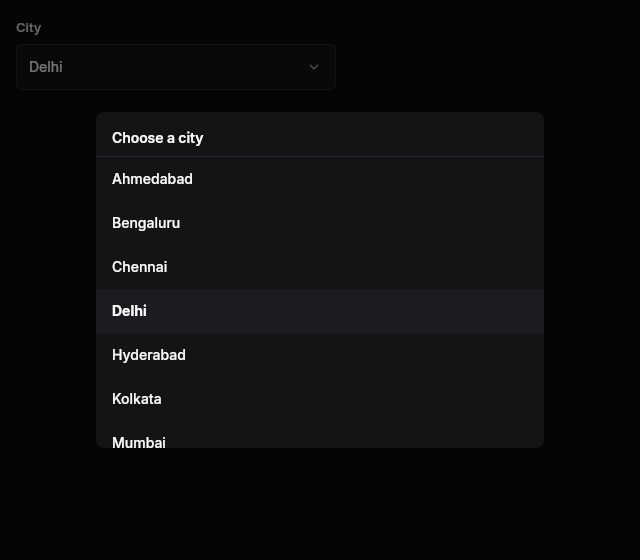 City
Delhi
Choose a city
Ahmedabad
Bengaluru
Chennai
Delhi
Hyderabad
Kolkata
Mumbai